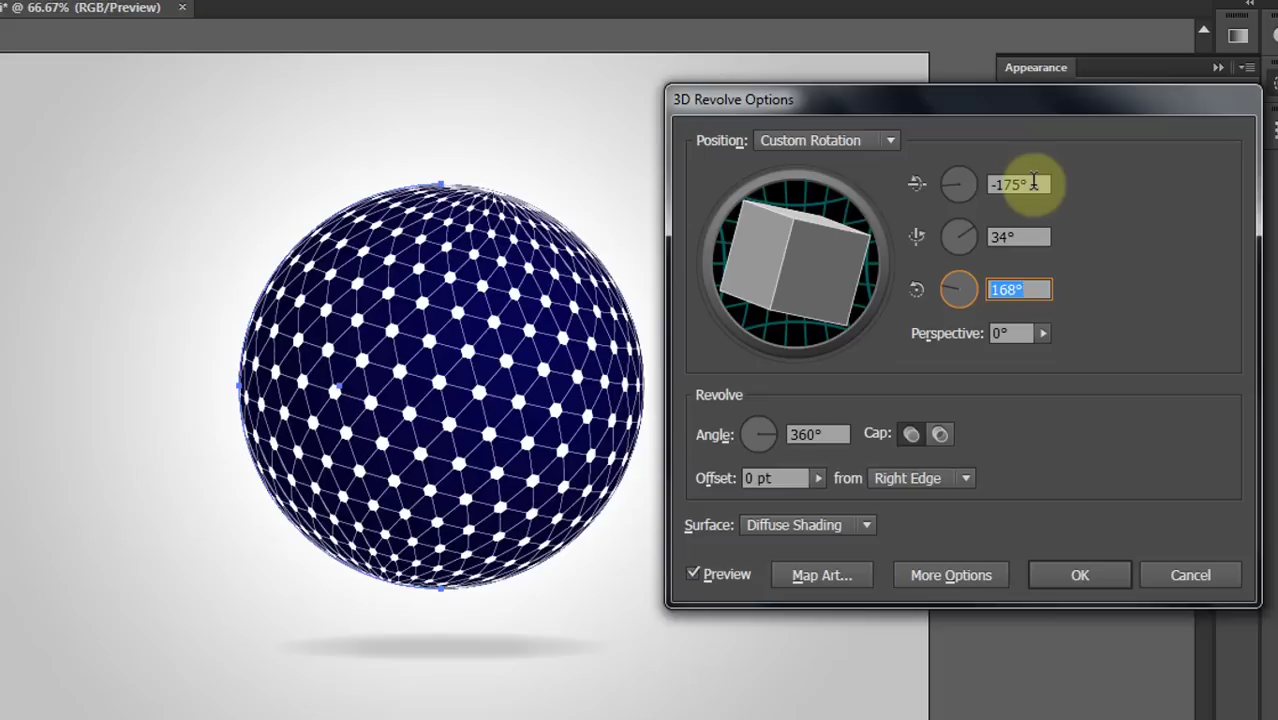 i* @ 66.67% (RGB/Preview) ×
Appearance
3D Revolve Options
Position: Custom Rotation
-175°
34°
168°
Perspective: 0°
Revolve
Angle: 360° Cap:
Offset: 0 pt from Right Edge
Surface: Diffuse Shading
Preview Map Art... More Options OK Cancel